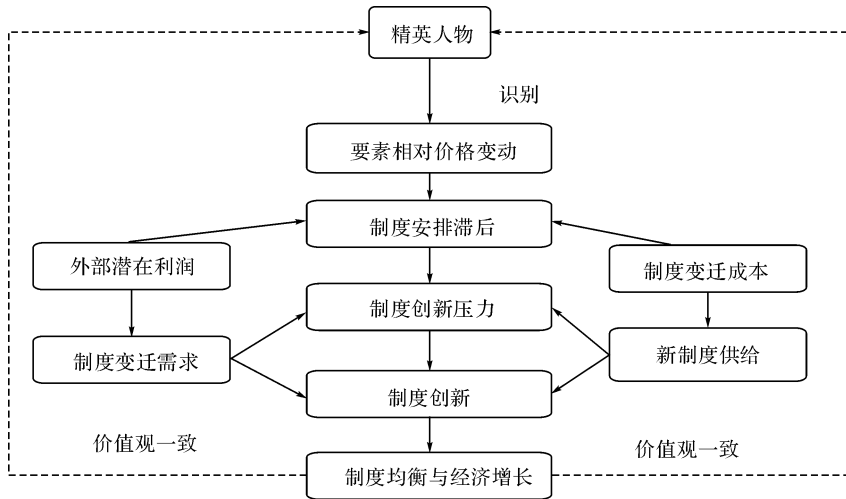 精英人物
识别
要素相对价格变动
制度安排滞后
外部潜在利润
制度变迁成本
制度创新压力
制度变迁需求
新制度供给
制度创新
价值观一致
价值观一致
制度均衡与经济增长